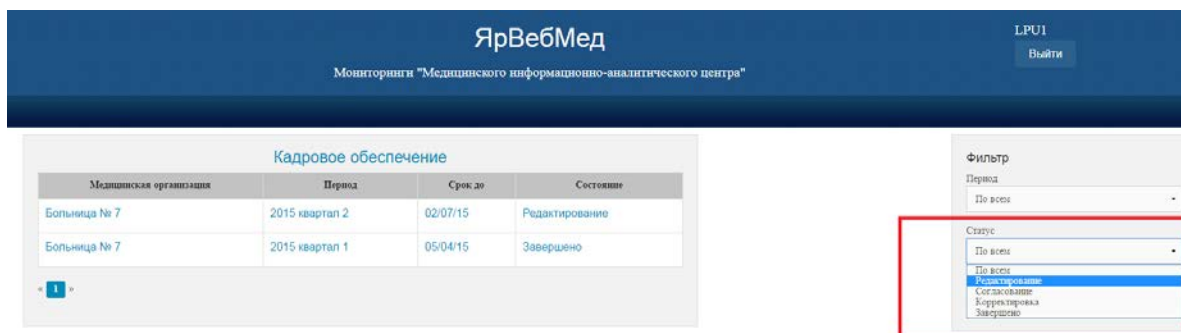 ЯрВебМед
LPU1
Выйти
Мониторинги "Медицинского информационно-аналитического центра"
Кадровое обеспечение
Медицинская организация Период Срок до Состояние
Больница № 7 2015 квартал 2 02/07/15 Редактирование
Больница № 7 2015 квартал 1 05/04/15 Завершено
« 1 »
Фильтр
Период
По всем
Статус
По всем
По всем
Редактирование
Согласование
Корректировка
Завершено